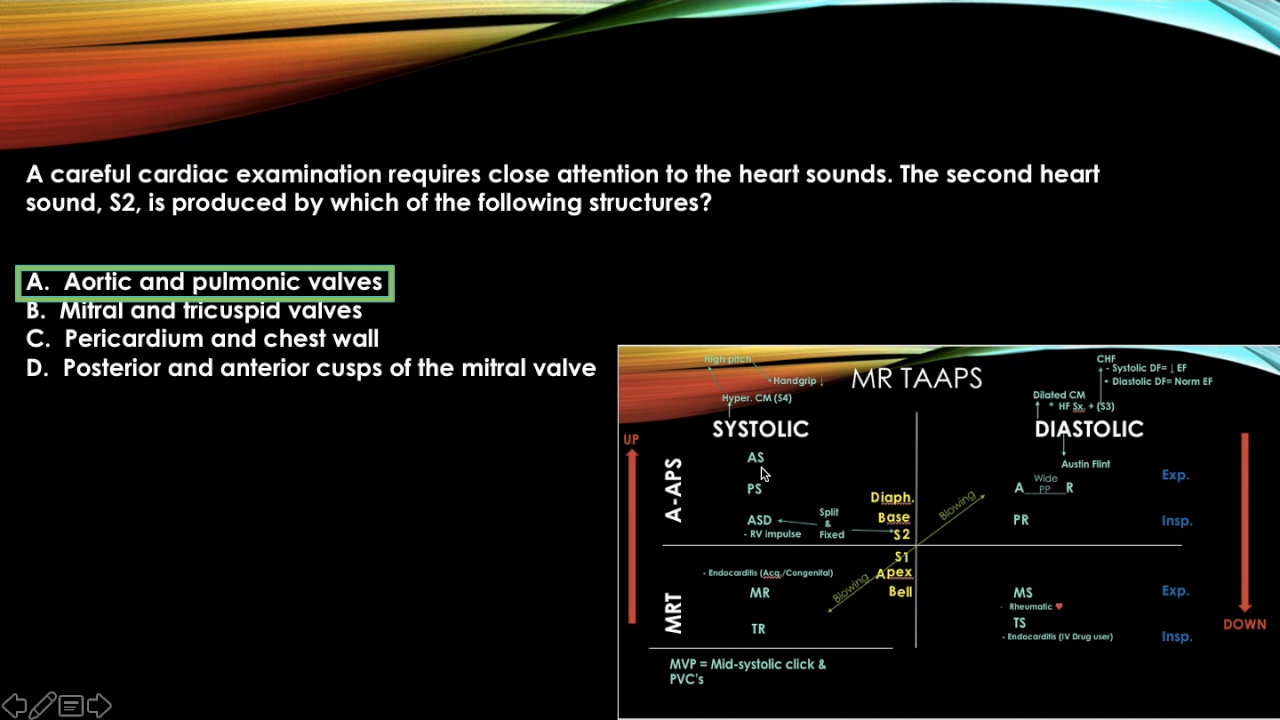 A careful cardiac examination requires close attention to the heart sounds. The second heart
sound, S2, is produced by which of the following structures?
A. Aortic and pulmonic valves
B. Mitral and tricuspid valves
C. Pericardium and chest wall
D. Posterior and anterior cusps of the mitral valve
MR TAAPS
High pitch
Handgrip ↓
Hyper. CM (S4)
CHF
- Systolic DF= ↓ EF
- Diastolic DF= Norm EF
Dilated CM
* HF Sx. + (S3)
UP
SYSTOLIC
DIASTOLIC
Austin Flint
A-APS
AS
PS
ASD
- RV impulse
Split
&
Fixed
Diaph.
Base
S2
Blowing
Wide
A PP R
PR
Exp.
Insp.
S1
Apex
Bell
Blowing
MRT
- Endocarditis (Acq./Congenital)
MR
TR
MS
- Rheumatic ♥
TS
- Endocarditis (IV Drug user)
Exp.
Insp.
DOWN
MVP = Mid-systolic click &
PVC's